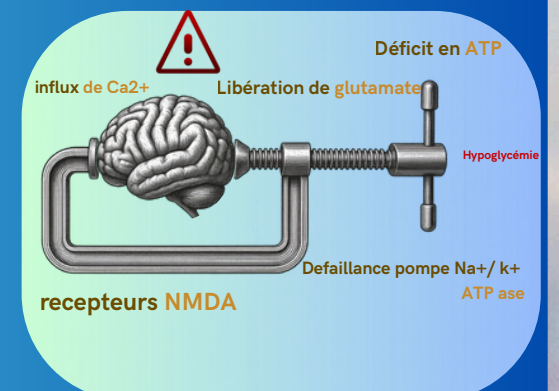 Déficit en ATP
influx de Ca2+
Libération de glutamate
Hypoglycémie
Defaillance pompe Na+/ k+
ATP ase
recepteurs NMDA